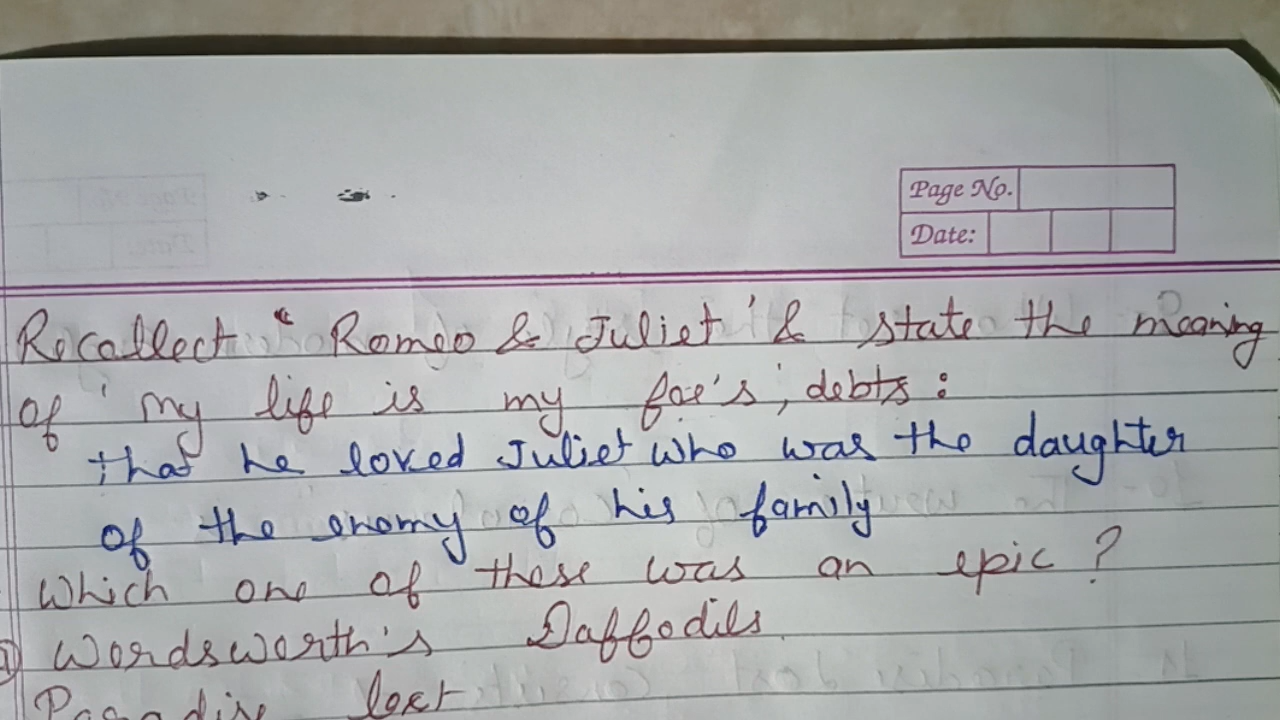 Page No.
Date:
Recollect "Romeo & Juliet' & state the meaning
of 'my life is my foe's', debts:
that he loved Juliet who was the daughter
of the enemy of his family
Which one of these was an epic?
Wordsworth's Daffodils
Paradise lost